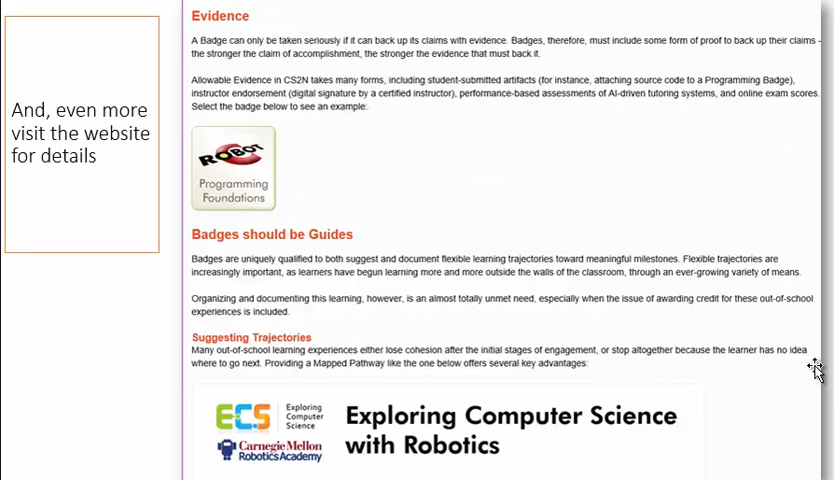 And, even more
visit the website
for details
Evidence
A Badge can only be taken seriously if it can back up its claims with evidence. Badges, therefore, must include some form of proof to back up their claims -
the stronger the claim of accomplishment, the stronger the evidence that must back it.
Allowable Evidence in CS2N takes many forms, including student-submitted artifacts (for instance, attaching source code to a Programming Badge),
instructor endorsement (digital signature by a certified instructor), performance-based assessments of AI-driven tutoring systems, and online exam scores.
Select the badge below to see an example:
ROBOT
Programming
Foundations
Badges should be Guides
Badges are uniquely qualified to both suggest and document flexible learning trajectories toward meaningful milestones. Flexible trajectories are
increasingly important, as learners have begun learning more and more outside the walls of the classroom, through an ever-growing variety of means.
Organizing and documenting this learning, however, is an almost totally unmet need, especially when the issue of awarding credit for these out-of-school
experiences is included.
Suggesting Trajectories
Many out-of-school learning experiences either lose cohesion after the initial stages of engagement, or stop altogether because the learner has no idea
where to go next. Providing a Mapped Pathway like the one below offers several key advantages:
ECS
Exploring
Computer
Science
Carnegie Mellon
Robotics Academy
Exploring Computer Science
with Robotics